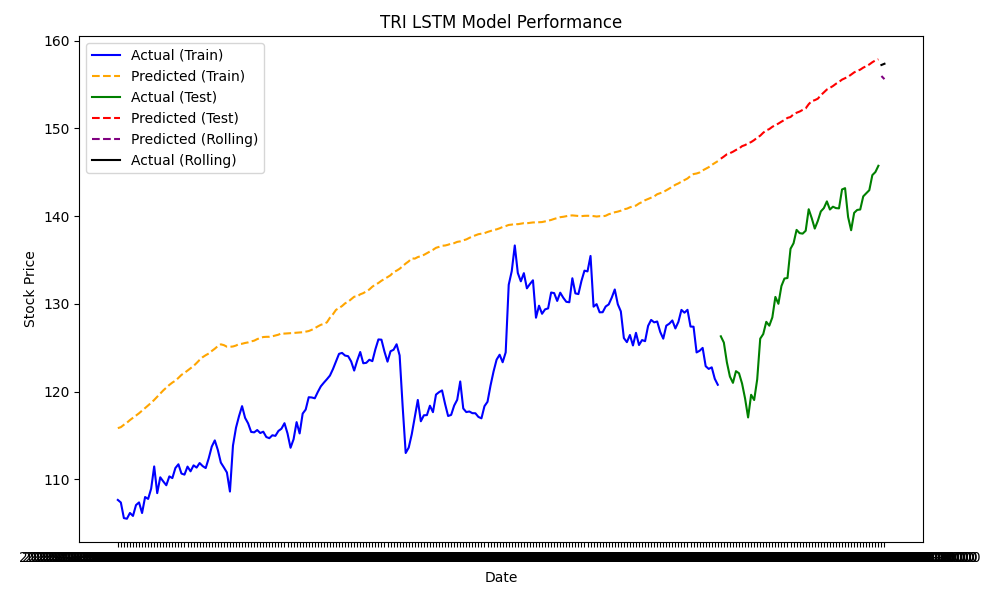 TRI LSTM Model Performance
160
150
140
130
120
110
Stock Price
Actual (Train)
Predicted (Train)
Actual (Test)
Predicted (Test)
Predicted (Rolling)
Actual (Rolling)
Date